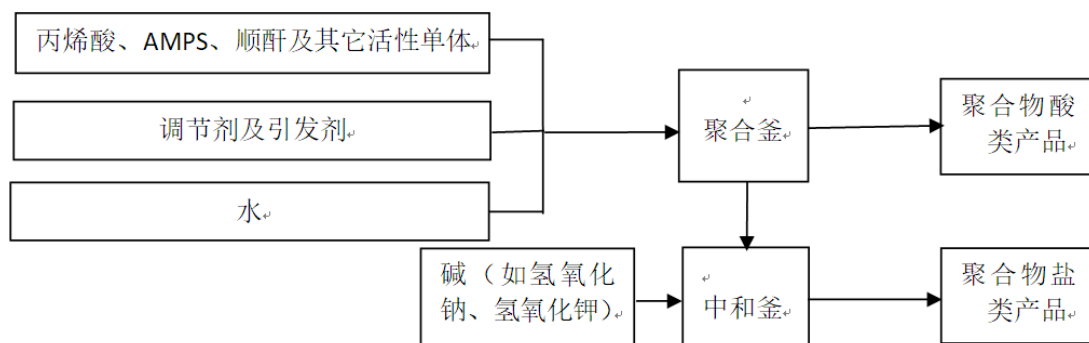 丙烯酸、AMPS、顺酐及其它活性单体
调节剂及引发剂
水
聚合釜
聚合物酸
类产品
碱（如氢氧化
钠、氢氧化钾）
中和釜
聚合物盐
类产品